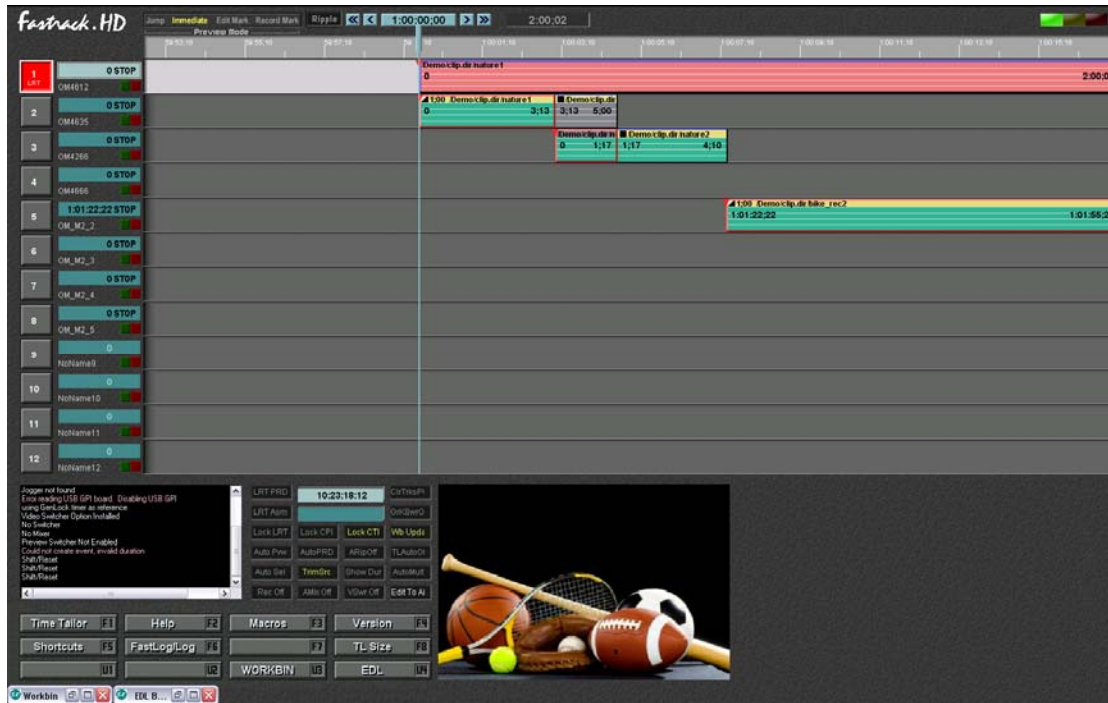 Fastrack.HD
Jump Immediate Edit Mark Record Mark Ripple 1:00:00;00 2:00;02
Preview Mode
1 LRT 0 STOP OM4612
Demo/clip.dir/nature1
0
2 0 STOP OM4635
1;00 Demo/clip.dir/nature1 Demo/clip.dir
0 3;13 3;13 5;00
3 0 STOP OM4266
Demo/clip.dir/n Demo/clip.dir/nature2
0 1;17 1;17 4;10
4 0 STOP OM4666
5 1:01:22;22 STOP OM_M2_2
1;00 Demo/clip.dir/bike_rec2
1:01:22;22
6 0 STOP OM_M2_3
7 0 STOP OM_M2_4
8 0 STOP OM_M2_5
9 0 NoName9
10 0 NoName10
11 0 NoName11
12 0 NoName12
Jogger not found
Error reading USB GPI board. Disabling USB GPI
using GenLock timer as reference
Video Switcher Option Installed
No Switcher
No Mixer
Preview Switcher Not Enabled
Could not create event, invalid duration
Shift/Reset
Shift/Reset
Shift/Reset
LRT PRD 10:23:18:12
LRT Asm
Lock LRT Lock CPI Lock CTI Wb Upds
Auto Pvw AutoPRD ARipOff
Auto Sel TrimSrc Show Dur AutoMult
Rec Off AMix Off VSwr Off Edit To Al
Time Tailor F1 Help F2 Macros F3 Version F4
Shortcuts F5 FastLog/Log F6 F7 TL Size F8
U1 U2 WORKBIN U3 EDL U4
Workbin EDL B...